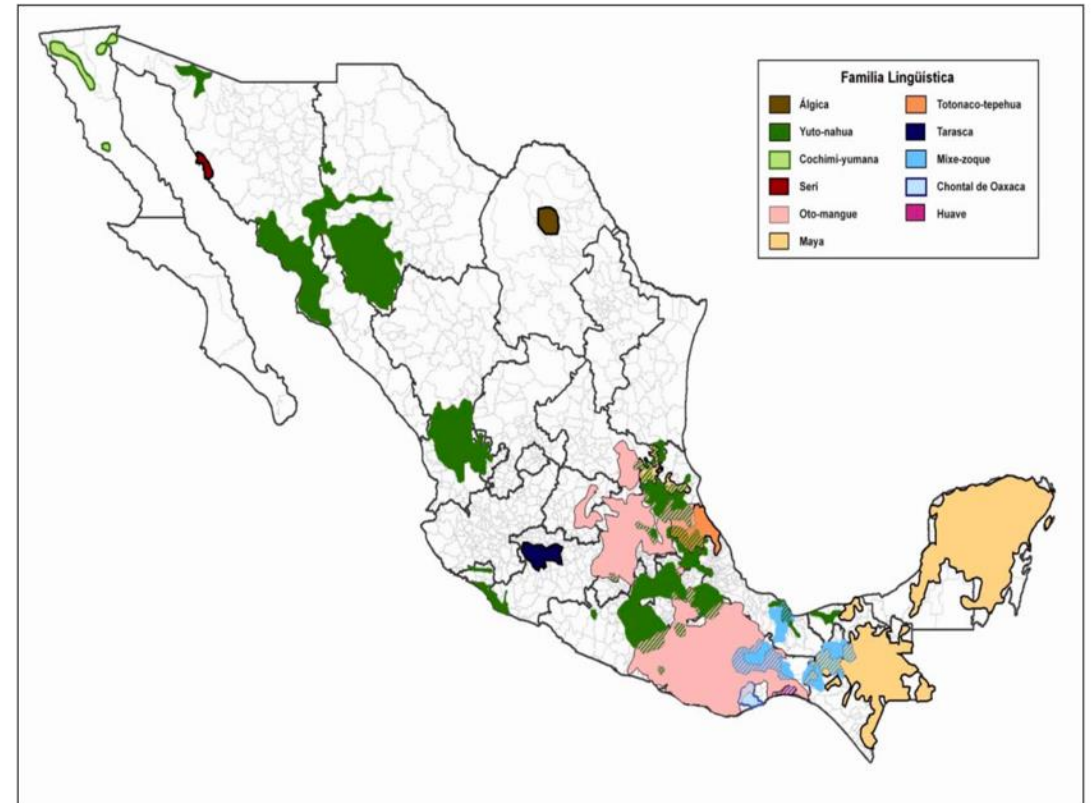 Familia Lingüística
Álgica
Yuto-nahua
Cochimi-yumana
Seri
Oto-mangue
Maya
Totonaco-tepehua
Tarasca
Mixe-zoque
Chontal de Oaxaca
Huave